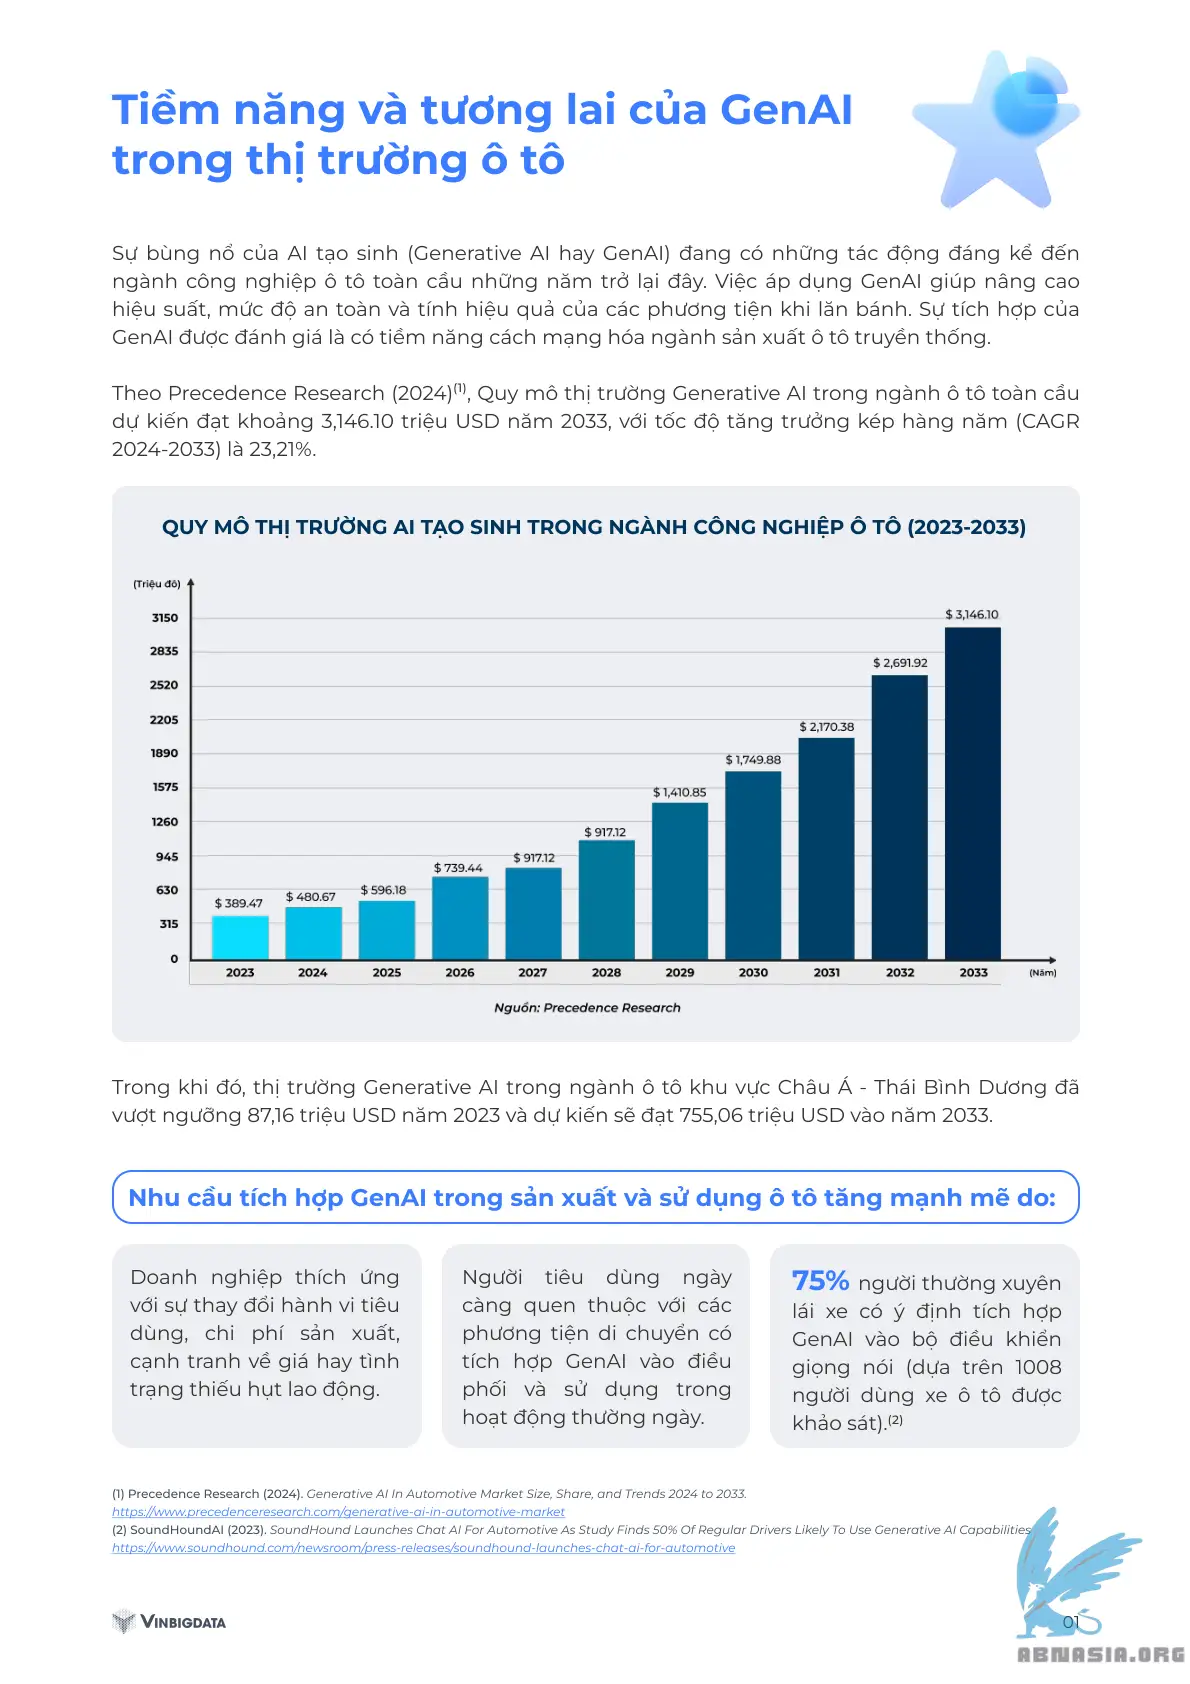 Tiềm năng và tương lai của GenAI
trong thị trường ô tô
Sự bùng nổ của AI tạo sinh (Generative AI hay GenAI) đang có những tác động đáng kể đến
ngành công nghiệp ô tô toàn cầu những năm trở lại đây. Việc áp dụng GenAI giúp nâng cao
hiệu suất, mức độ an toàn và tính hiệu quả của các phương tiện khi lăn bánh. Sự tích hợp của
GenAI được đánh giá là có tiềm năng cách mạng hóa ngành sản xuất ô tô truyền thống.
Theo Precedence Research (2024)⁽¹⁾, Quy mô thị trường Generative AI trong ngành ô tô toàn cầu
dự kiến đạt khoảng 3,146.10 triệu USD năm 2033, với tốc độ tăng trưởng kép hàng năm (CAGR
2024-2033) là 23,21%.
QUY MÔ THỊ TRƯỜNG AI TẠO SINH TRONG NGÀNH CÔNG NGHIỆP Ô TÔ (2023-2033)
(Triệu đô)
3150
2835
2520
2205
1890
1575
1260
945
630
315
0
$ 389.47
$ 480.67
$ 596.18
$ 739.44
$ 917.12
$ 917.12
$ 1,410.85
$ 1,749.88
$ 2,170.38
$ 2,691.92
$ 3,146.10
2023 2024 2025 2026 2027 2028 2029 2030 2031 2032 2033 (Năm)
Nguồn: Precedence Research
Trong khi đó, thị trường Generative AI trong ngành ô tô khu vực Châu Á - Thái Bình Dương đã
vượt ngưỡng 87,16 triệu USD năm 2023 và dự kiến sẽ đạt 755,06 triệu USD vào năm 2033.
Nhu cầu tích hợp GenAI trong sản xuất và sử dụng ô tô tăng mạnh mẽ do:
Doanh nghiệp thích ứng
với sự thay đổi hành vi tiêu
dùng, chi phí sản xuất,
cạnh tranh về giá hay tình
trạng thiếu hụt lao động.
Người tiêu dùng ngày
càng quen thuộc với các
phương tiện di chuyển có
tích hợp GenAI vào điều
phối và sử dụng trong
hoạt động thường ngày.
75% người thường xuyên
lái xe có ý định tích hợp
GenAI vào bộ điều khiển
giọng nói (dựa trên 1008
người dùng xe ô tô được
khảo sát).⁽²⁾
(1) Precedence Research (2024). Generative AI In Automotive Market Size, Share, and Trends 2024 to 2033.
https://www.precedenceresearch.com/generative-ai-in-automotive-market
(2) SoundHoundAI (2023). SoundHound Launches Chat AI For Automotive As Study Finds 50% Of Regular Drivers Likely To Use Generative AI Capabilities
https://www.soundhound.com/newsroom/press-releases/soundhound-launches-chat-ai-for-automotive
VINBIGDATA
01
ABNASIA.ORG